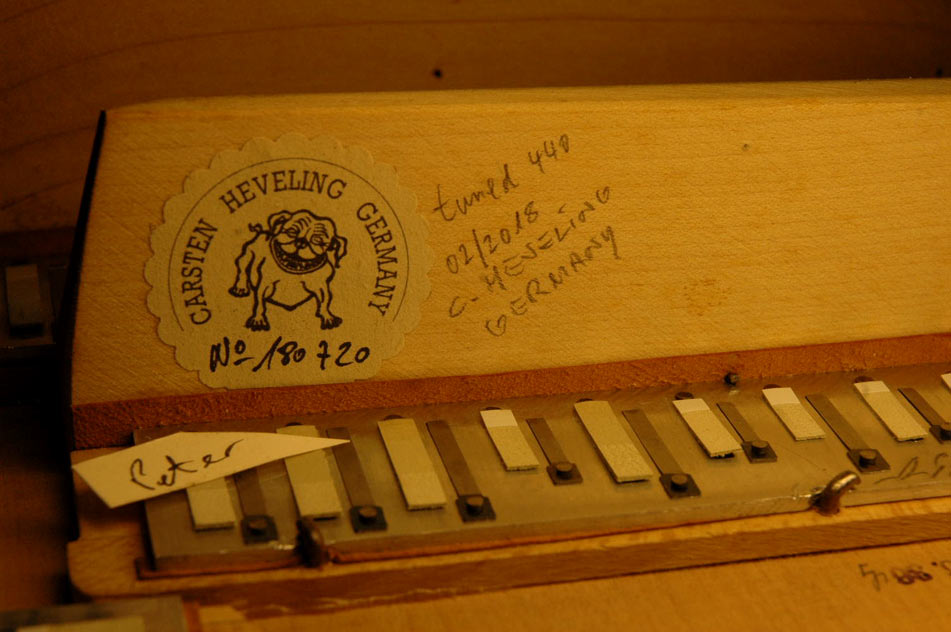 CARSTEN HEVELING GERMANY
No 180720
tuned 440
02/2018
C. HEVELING
GERMANY
Peter